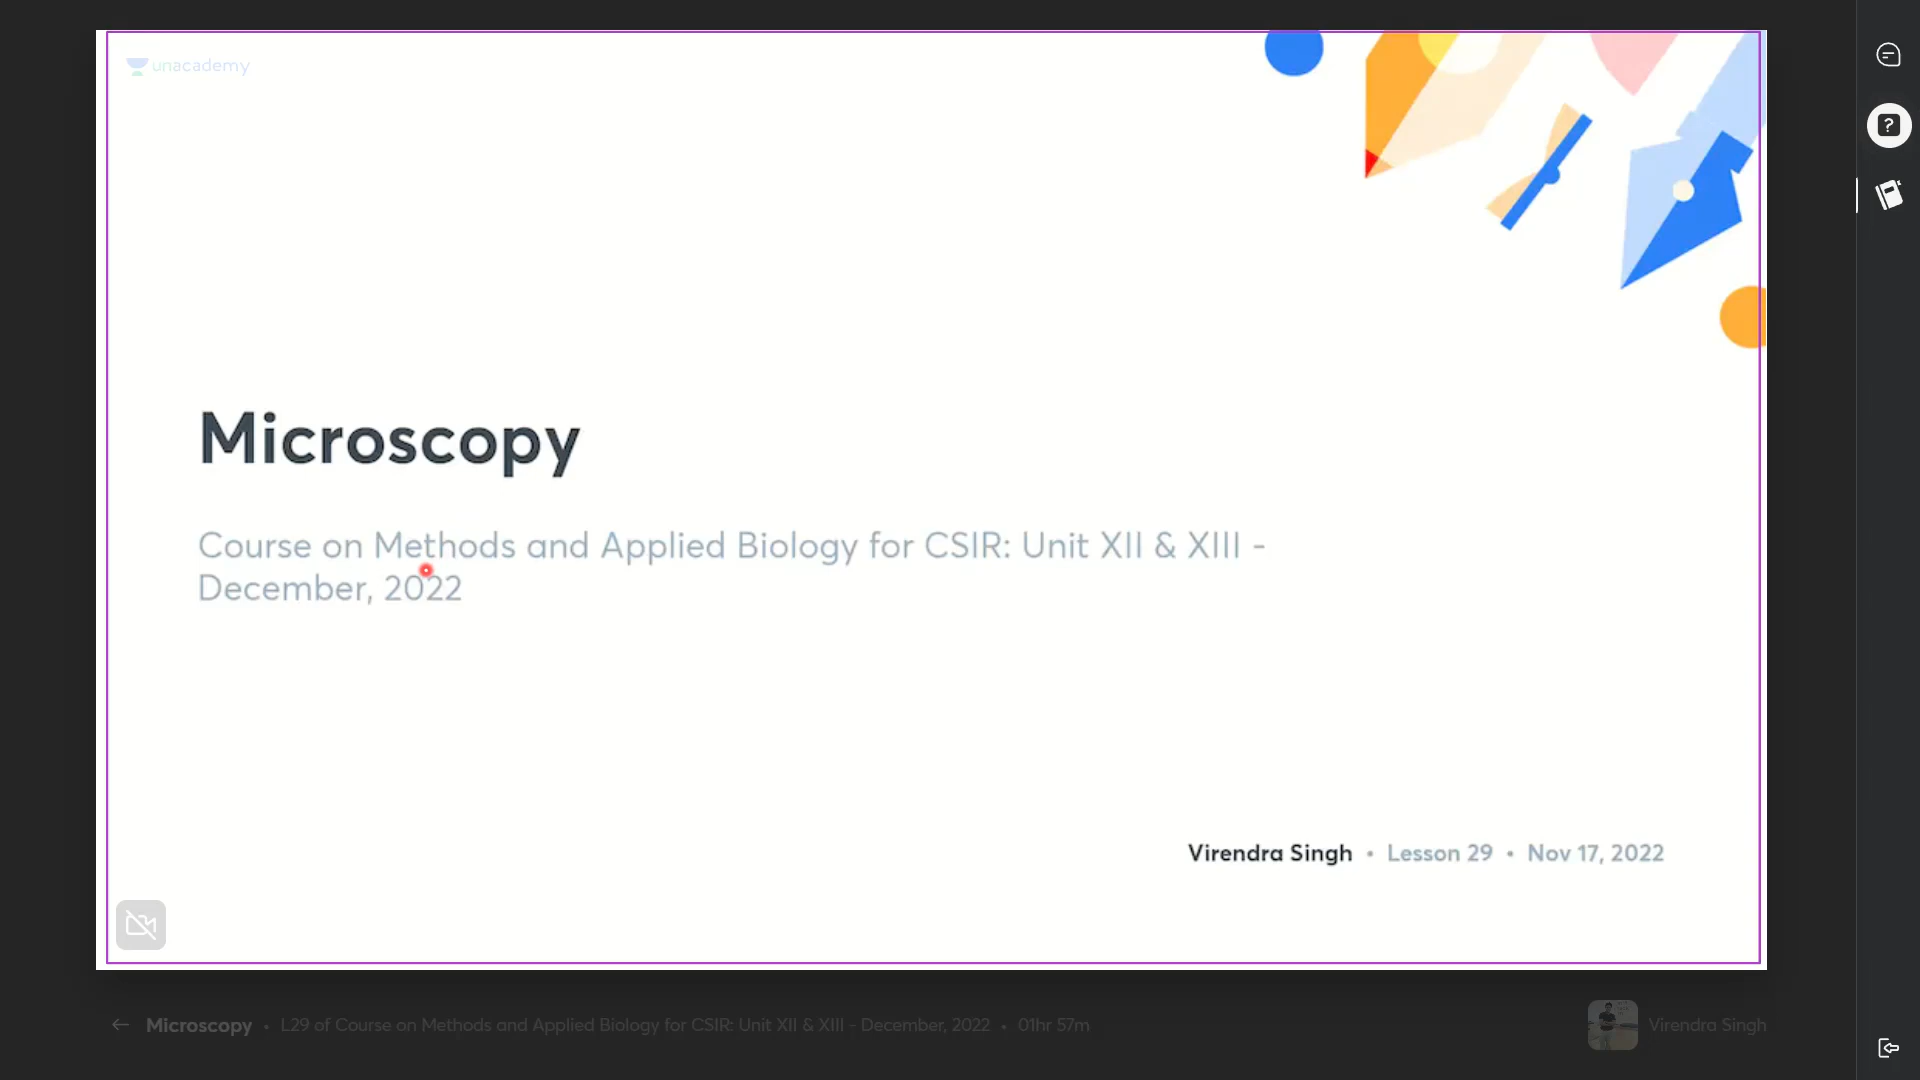 unacademy
Microscopy
Course on Methods and Applied Biology for CSIR: Unit XII & XIII -
December, 2022
Virendra Singh • Lesson 29 • Nov 17, 2022
← Microscopy • L29 of Course on Methods and Applied Biology for CSIR: Unit XII & XIII - December, 2022 • 01hr 57m
Virendra Singh